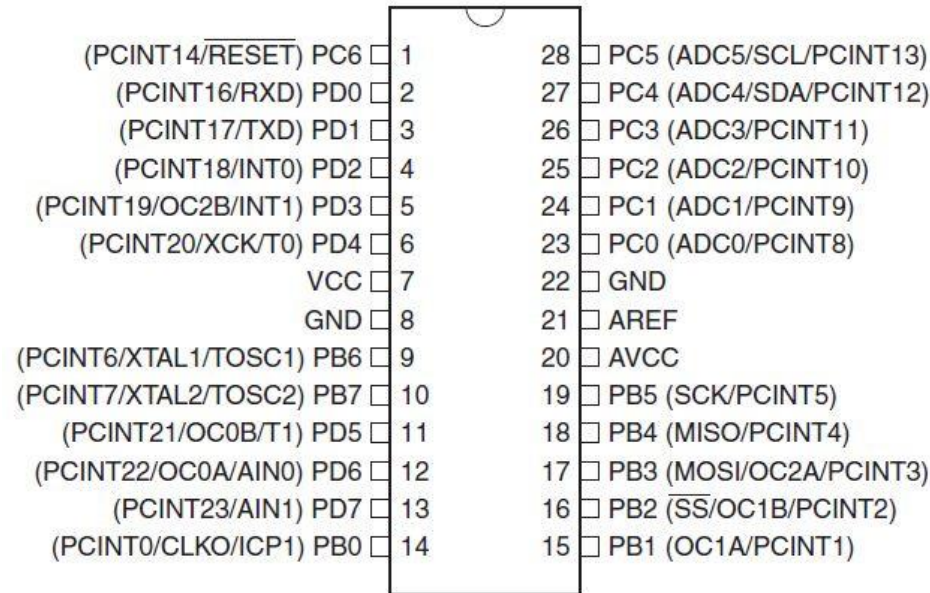 (PCINT14/RESET) PC6 1 28 PC5 (ADC5/SCL/PCINT13)
(PCINT16/RXD) PD0 2 27 PC4 (ADC4/SDA/PCINT12)
(PCINT17/TXD) PD1 3 26 PC3 (ADC3/PCINT11)
(PCINT18/INT0) PD2 4 25 PC2 (ADC2/PCINT10)
(PCINT19/OC2B/INT1) PD3 5 24 PC1 (ADC1/PCINT9)
(PCINT20/XCK/T0) PD4 6 23 PC0 (ADC0/PCINT8)
VCC 7 22 GND
GND 8 21 AREF
(PCINT6/XTAL1/TOSC1) PB6 9 20 AVCC
(PCINT7/XTAL2/TOSC2) PB7 10 19 PB5 (SCK/PCINT5)
(PCINT21/OC0B/T1) PD5 11 18 PB4 (MISO/PCINT4)
(PCINT22/OC0A/AIN0) PD6 12 17 PB3 (MOSI/OC2A/PCINT3)
(PCINT23/AIN1) PD7 13 16 PB2 (SS/OC1B/PCINT2)
(PCINT0/CLKO/ICP1) PB0 14 15 PB1 (OC1A/PCINT1)